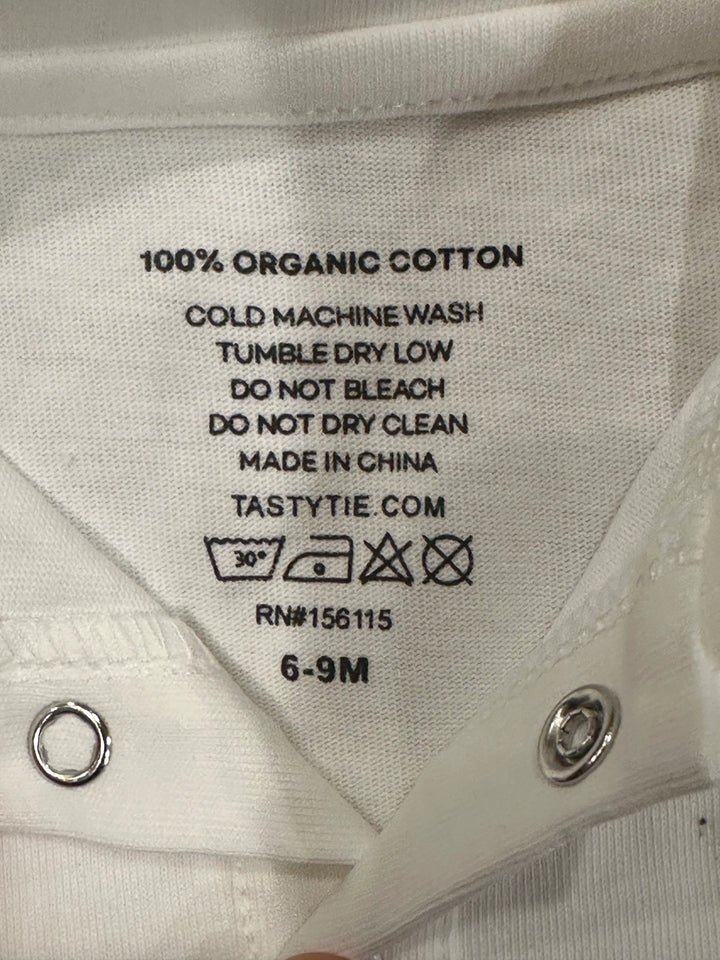 100% ORGANIC COTTON
COLD MACHINE WASH
TUMBLE DRY LOW
DO NOT BLEACH
DO NOT DRY CLEAN
MADE IN CHINA
TASTYTIE.COM
30°
RN#156115
6-9M